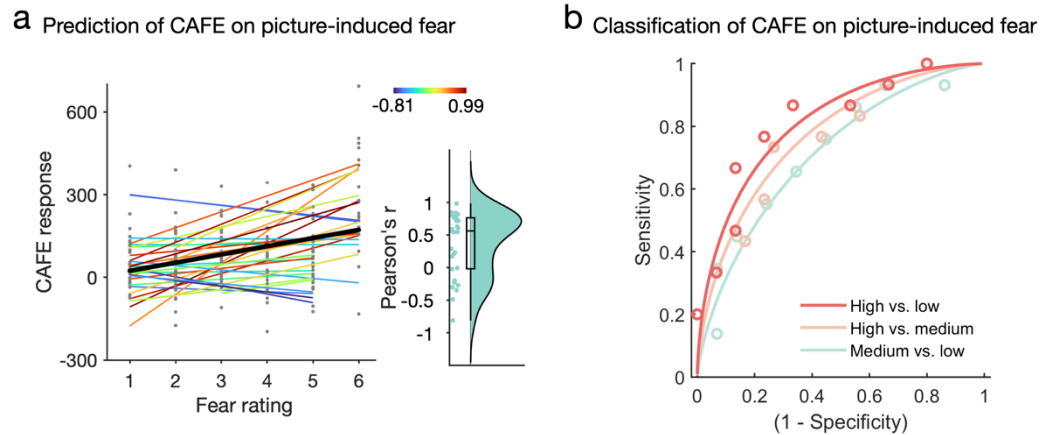 a Prediction of CAFE on picture-induced fear
-0.81 0.99
CAFE response
600
300
0
-300
1 2 3 4 5 6
Fear rating
Pearson's r
1
0.5
0
-0.5
-1
b Classification of CAFE on picture-induced fear
Sensitivity
1
0.8
0.6
0.4
0.2
0
0 0.2 0.4 0.6 0.8 1
(1 - Specificity)
High vs. low
High vs. medium
Medium vs. low